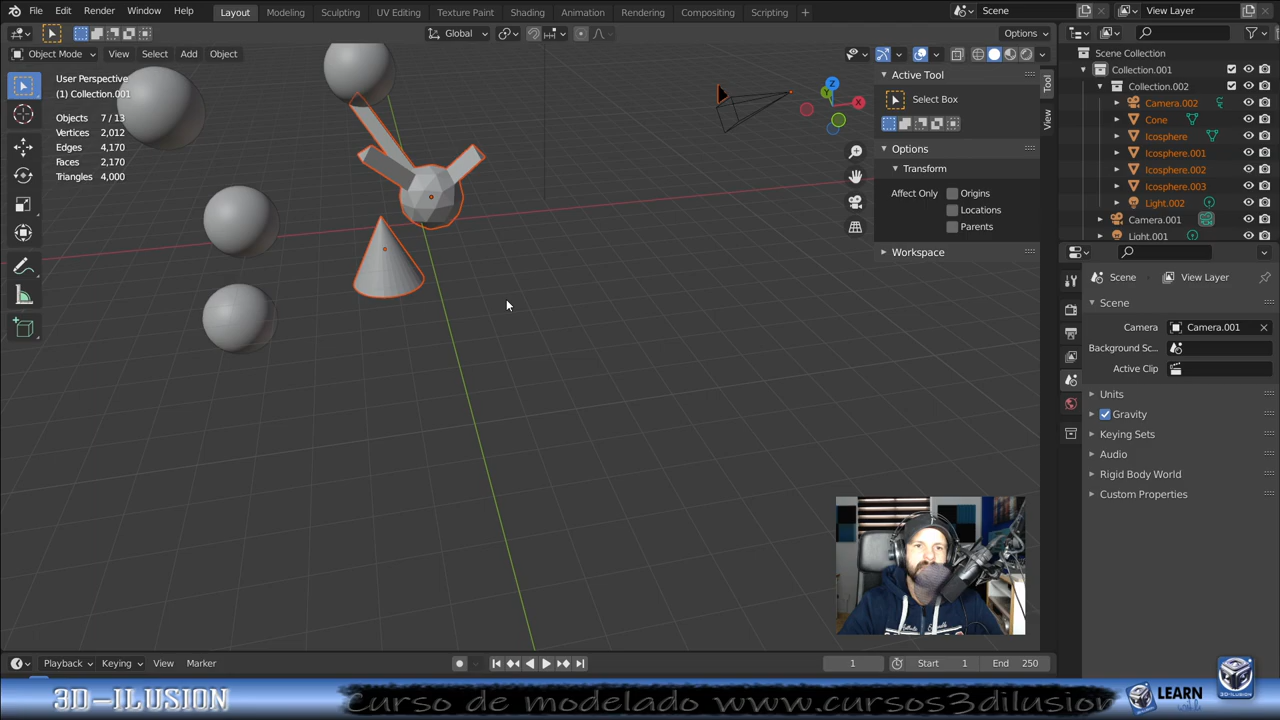 File Edit Render Window Help Layout Modeling Sculpting UV Editing Texture Paint Shading Animation Rendering Compositing Scripting + Scene View Layer
Global Options
Object Mode View Select Add Object
User Perspective
(1) Collection.001
Objects 7 / 13
Vertices 2,012
Edges 4,170
Faces 2,170
Triangles 4,000
Z
Y
X
Active Tool
Select Box
Options
Transform
Affect Only Origins
Locations
Parents
Workspace
Tool
View
Scene Collection
Collection.001
Collection.002
Camera.002
Cone
Icosphere
Icosphere.001
Icosphere.002
Icosphere.003
Light.002
Camera.001
Light.001
Scene View Layer
Scene
Camera Camera.001
Background Sc...
Active Clip
Units
Gravity
Keying Sets
Audio
Rigid Body World
Custom Properties
Playback Keying View Marker 1 Start 1 End 250
3D-ILUSION Curso de modelado www.cursos3dilusion LEARN
3D-ILUSION